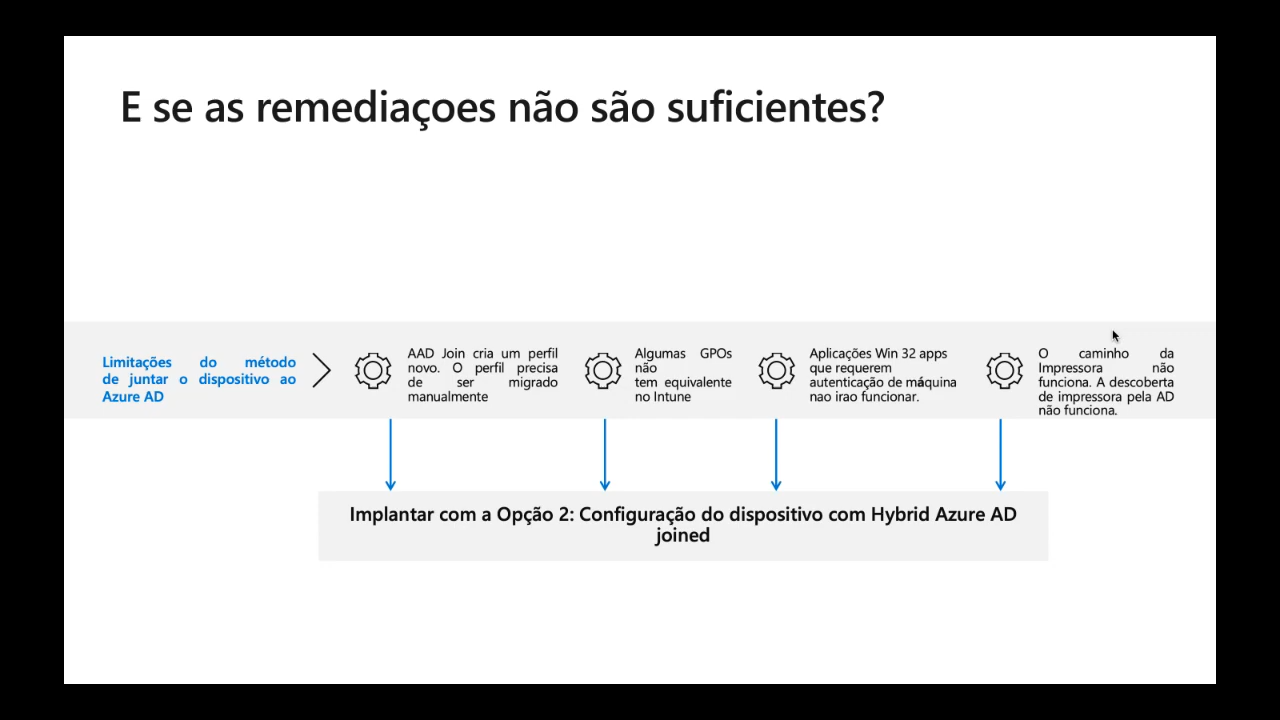 E se as remediaçoes não são suficientes?
Limitações do método
de juntar o dispositivo ao
Azure AD
AAD Join cria um perfil
novo. O perfil precisa
de ser migrado
manualmente
Algumas GPOs
não
tem equivalente
no Intune
Aplicações Win 32 apps
que requerem
autenticação de máquina
nao irao funcionar.
O caminho da
Impressora não
funciona. A descoberta
de impressora pela AD
não funciona.
Implantar com a Opção 2: Configuração do dispositivo com Hybrid Azure AD
joined